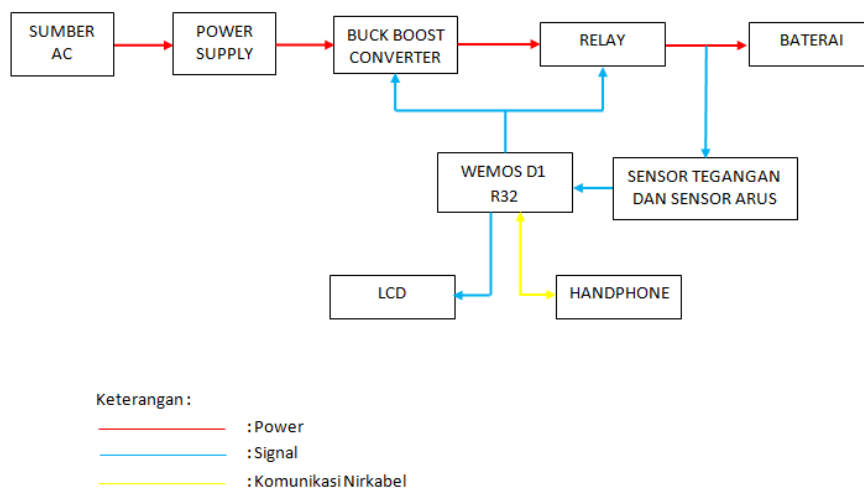 SUMBER
AC
POWER
SUPPLY
BUCK BOOST
CONVERTER
RELAY
BATERAI
WEMOS D1
R32
SENSOR TEGANGAN
DAN SENSOR ARUS
LCD
HANDPHONE
Keterangan :
: Power
: Signal
: Komunikasi Nirkabel